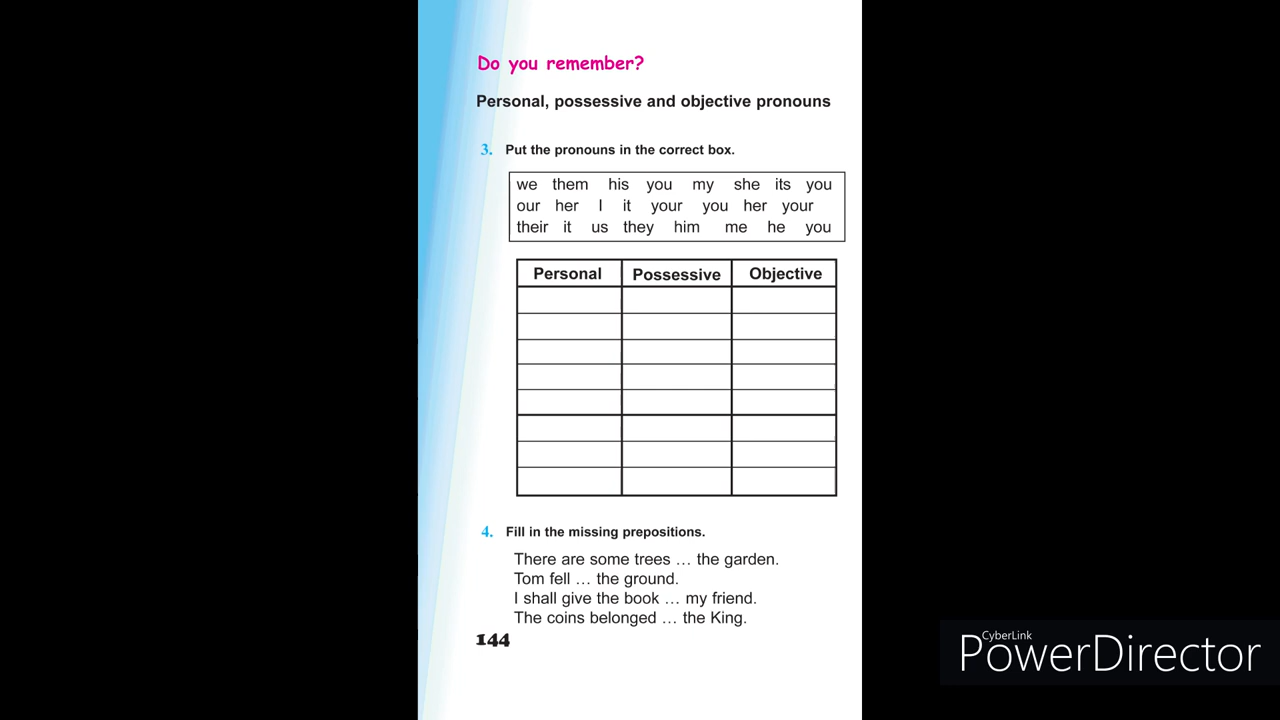 Do you remember?
Personal, possessive and objective pronouns
3. Put the pronouns in the correct box.
we them his you my she its you
our her I it your you her your
their it us they him me he you
Personal Possessive Objective
4. Fill in the missing prepositions.
There are some trees … the garden.
Tom fell … the ground.
I shall give the book … my friend.
The coins belonged … the King.
144
CyberLink
PowerDirector